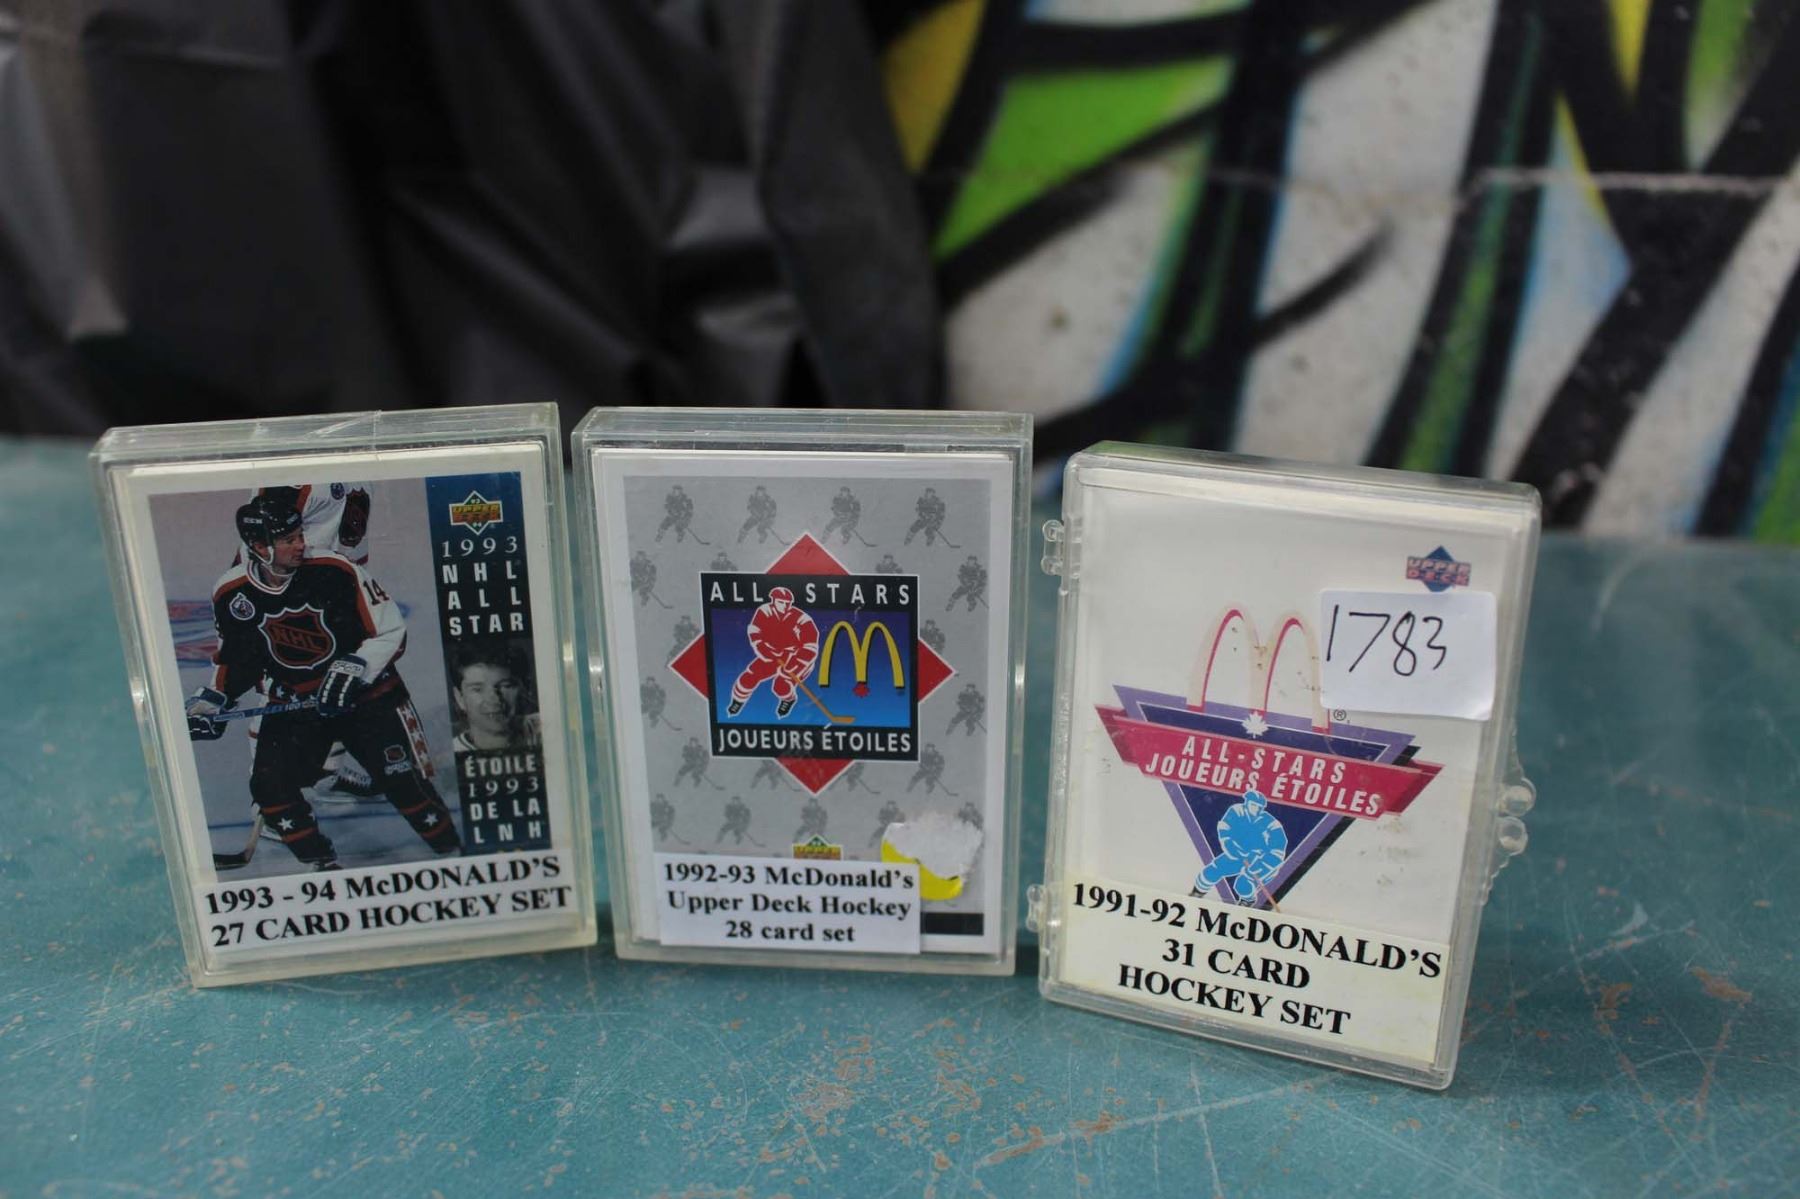 UPPER
DECK
1993
NHL
ALL
STAR
14
NHL
ÉTOILE
1993
DE LA
LNH
1993 - 94 McDONALD'S
27 CARD HOCKEY SET
ALL STARS
JOUEURS ÉTOILES
1992-93 McDonald's
Upper Deck Hockey
28 card set
UPPER
DECK
1783
®
ALL-STARS
JOUEURS ÉTOILES
1991-92 McDONALD'S
31 CARD
HOCKEY SET